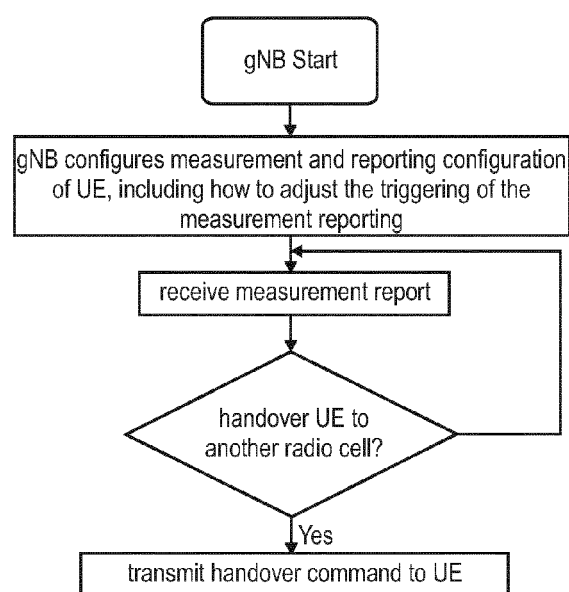 gNB Start
gNB configures measurement and reporting configuration
of UE, including how to adjust the triggering of the
measurement reporting
receive measurement report
handover UE to
another radio cell?
Yes
transmit handover command to UE